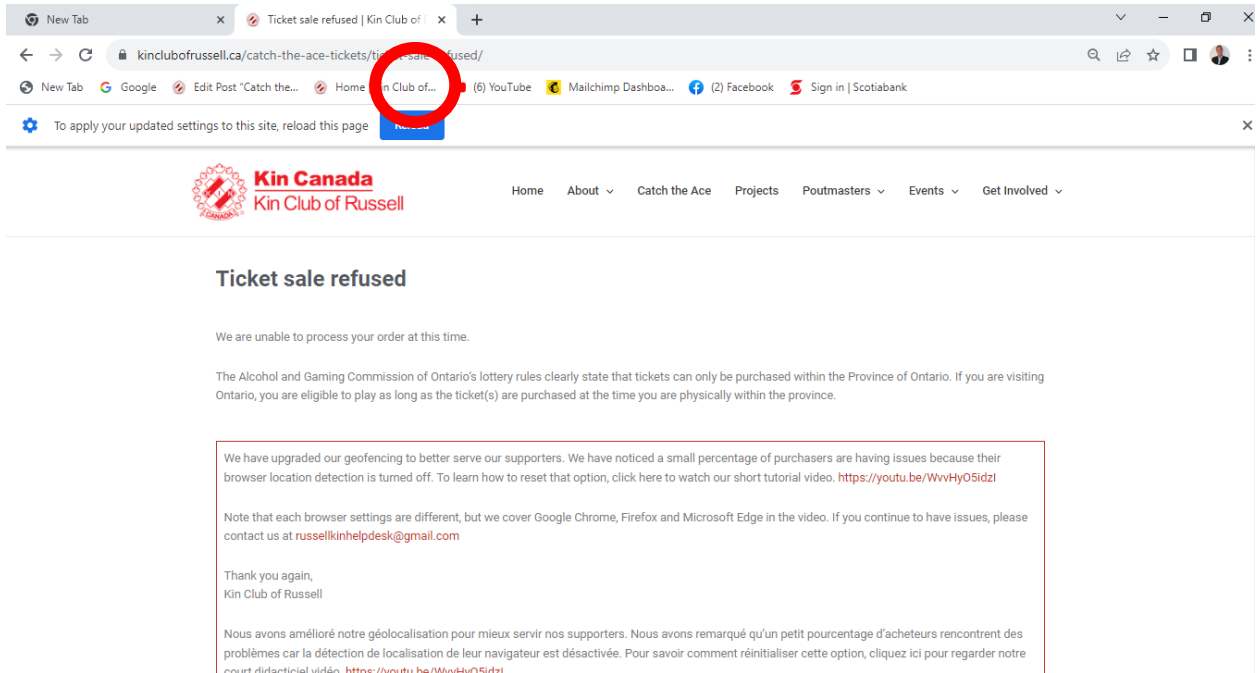 New Tab
Ticket sale refused | Kin Club of
kinclubofrussell.ca/catch-the-ace-tickets/
New Tab
Google
Edit Post "Catch the...
Home
in Club of...
(6) YouTube
Mailchimp Dashboa...
(2) Facebook
Sign in | Scotiabank
To apply your updated settings to this site, reload this page
Reload
Kin Canada
Kin Club of Russell
CANADA
Home
About
Catch the Ace
Projects
Poutmasters
Events
Get Involved
Ticket sale refused
We are unable to process your order at this time.
The Alcohol and Gaming Commission of Ontario's lottery rules clearly state that tickets can only be purchased within the Province of Ontario. If you are visiting
Ontario, you are eligible to play as long as the ticket(s) are purchased at the time you are physically within the province.
We have upgraded our geofencing to better serve our supporters. We have noticed a small percentage of purchasers are having issues because their
browser location detection is turned off. To learn how to reset that option, click here to watch our short tutorial video. https://youtu.be/WvvHyO5idzI
Note that each browser settings are different, but we cover Google Chrome, Firefox and Microsoft Edge in the video. If you continue to have issues, please
contact us at russellkinhelpdesk@gmail.com
Thank you again,
Kin Club of Russell
Nous avons amélioré notre géolocalisation pour mieux servir nos supporters. Nous avons remarqué qu'un petit pourcentage d'acheteurs rencontrent des
problèmes car la détection de localisation de leur navigateur est désactivée. Pour savoir comment réinitialiser cette option, cliquez ici pour regarder notre
court didacticiel vidéo. https://youtu.be/WvvHyO5idzI